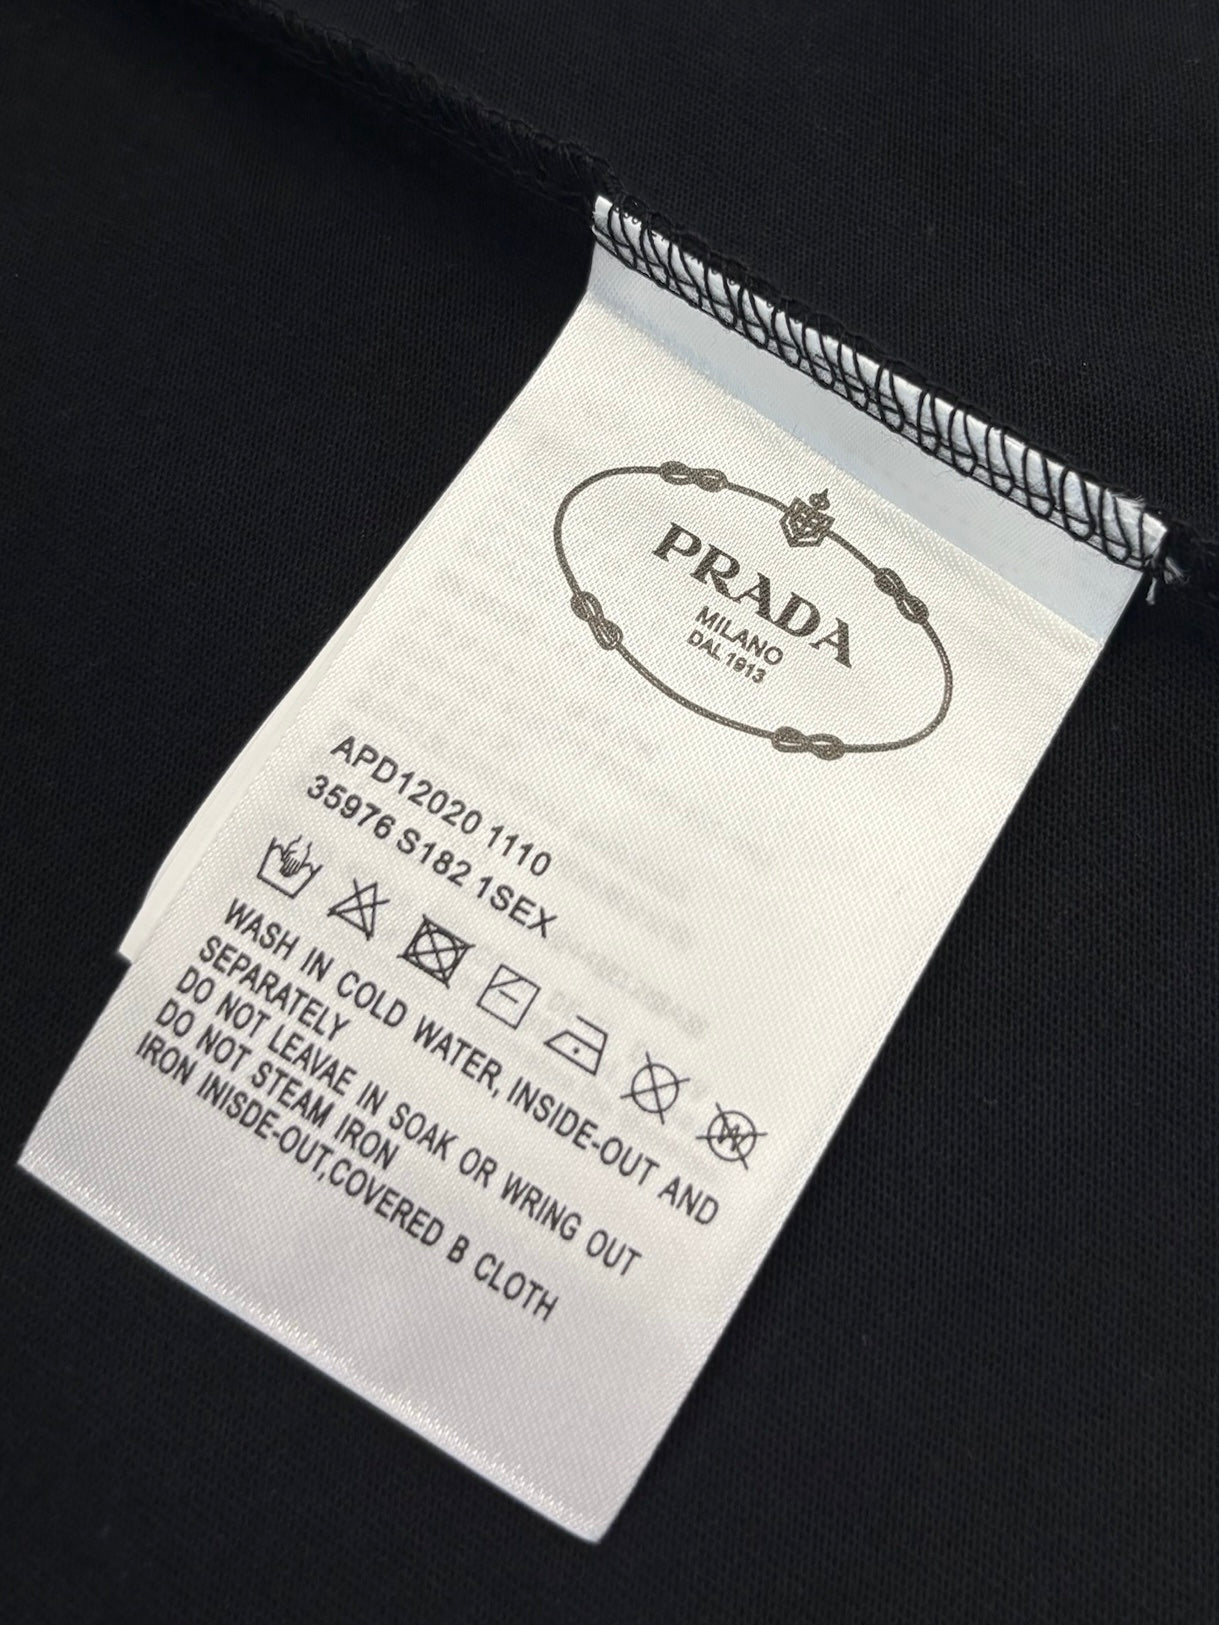 PRADA
MILANO
DAL 1913
APD12020 1110
35976 S182 1SEX
WASH IN COLD WATER, INSIDE-OUT AND
SEPARATELY
DO NOT LEAVAE IN SOAK OR WRING OUT
DO NOT STEAM IRON
IRON INISDE-OUT,COVERED B CLOTH